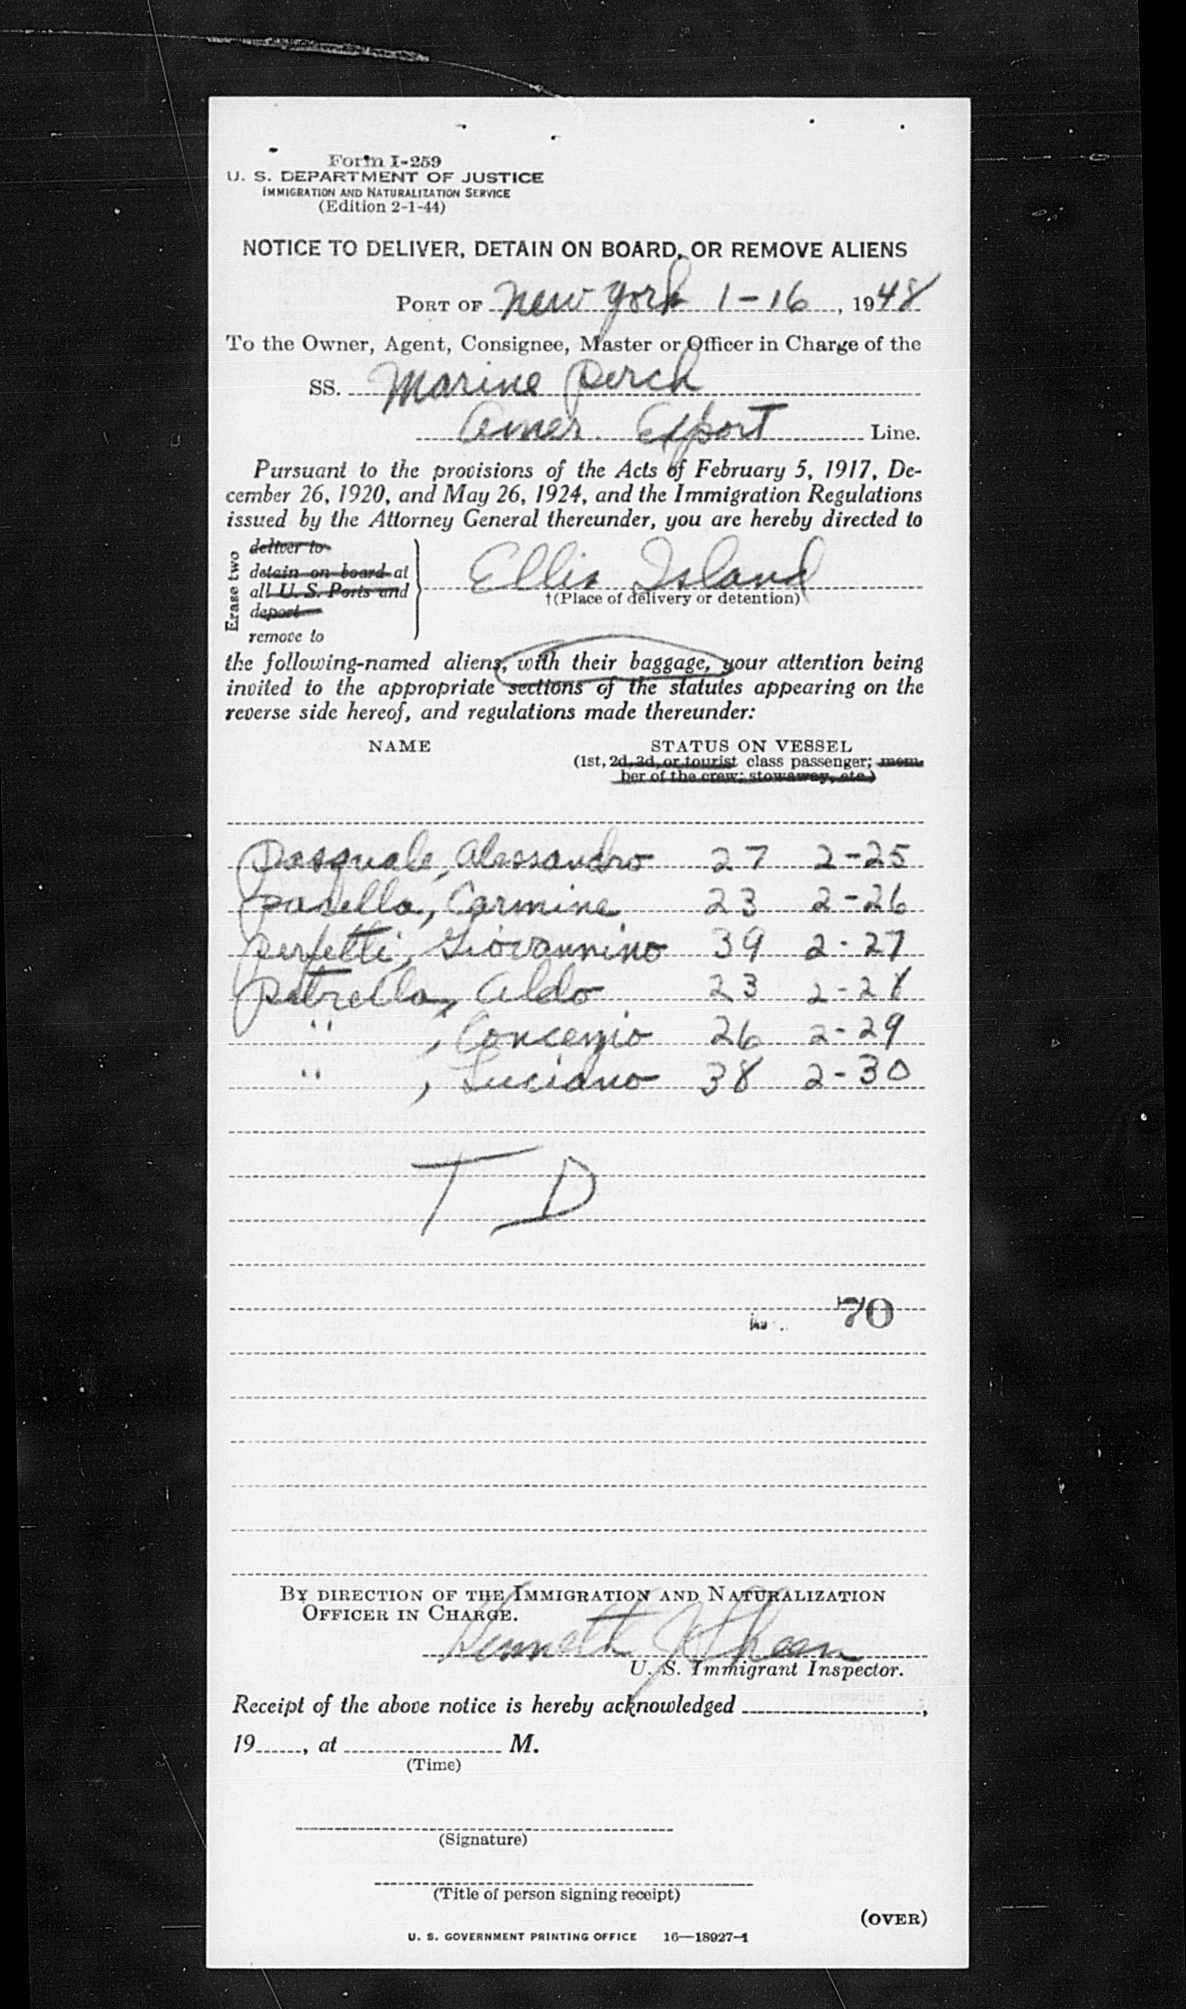 Form I-259
U. S. DEPARTMENT OF JUSTICE
IMMIGRATION AND NATURALIZATION SERVICE
(Edition 2-1-44)
NOTICE TO DELIVER, DETAIN ON BOARD, OR REMOVE ALIENS
PORT OF New York 1-16, 1948
To the Owner, Agent, Consignee, Master or Officer in Charge of the
SS. Marine Perch
Amer. Export Line.
Pursuant to the provisions of the Acts of February 5, 1917, De-
cember 26, 1920, and May 26, 1924, and the Immigration Regulations
issued by the Attorney General thereunder, you are hereby directed to
Erase two
deliver to
detain on board at
all U. S. Ports and
deport
remove to
Ellis Island
†(Place of delivery or detention)
the following-named aliens, with their baggage, your attention being
invited to the appropriate sections of the statutes appearing on the
reverse side hereof, and regulations made thereunder:
NAME STATUS ON VESSEL
(1st, 2d, 3d, or tourist class passenger; mem-
ber of the crew; stowaway, etc.)
Pasquale, Alessandro 27 2-25
Padella, Carmine 23 2-26
Perfetti, Giovannino 39 2-27
Petrella, Aldo 23 2-28
" , Concezio 26 2-29
" , Luciano 38 2-30
T D
70
BY DIRECTION OF THE IMMIGRATION AND NATURALIZATION
OFFICER IN CHARGE.
Kenneth J
U. S. Immigrant Inspector.
Receipt of the above notice is hereby acknowledged ,
19 , at M.
(Time)
(Signature)
(Title of person signing receipt)
(OVER)
U. S. GOVERNMENT PRINTING OFFICE 16—18927-1